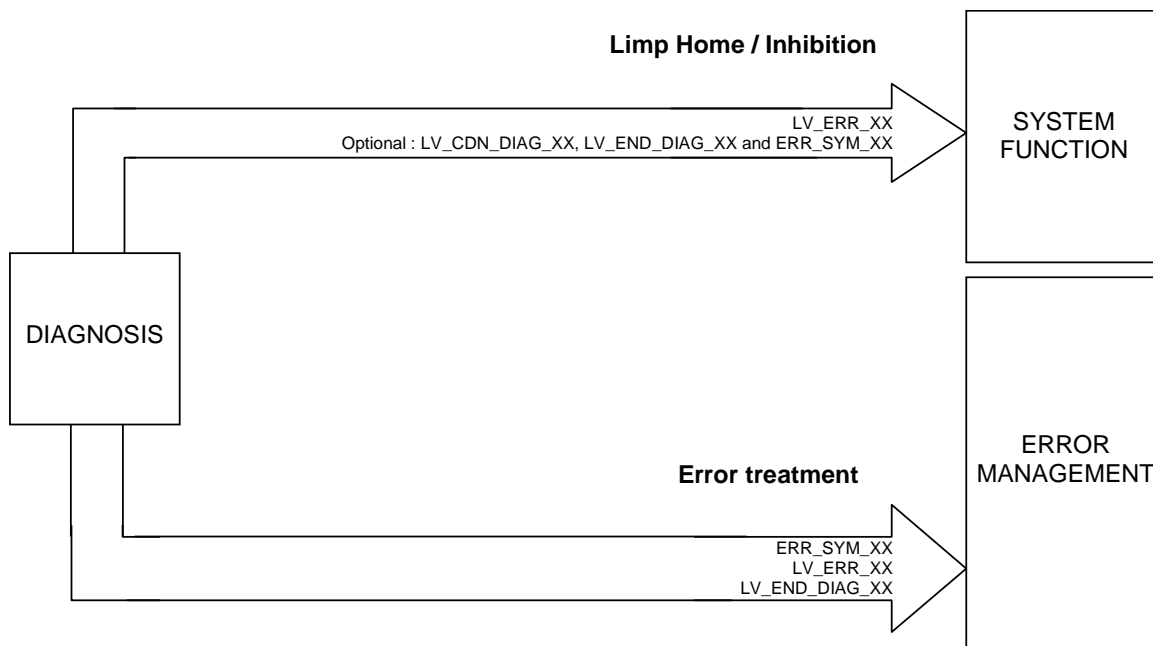 Limp Home / Inhibition
LV_ERR_XX
Optional : LV_CDN_DIAG_XX, LV_END_DIAG_XX and ERR_SYM_XX
SYSTEM
FUNCTION
DIAGNOSIS
Error treatment
ERR_SYM_XX
LV_ERR_XX
LV_END_DIAG_XX
ERROR
MANAGEMENT